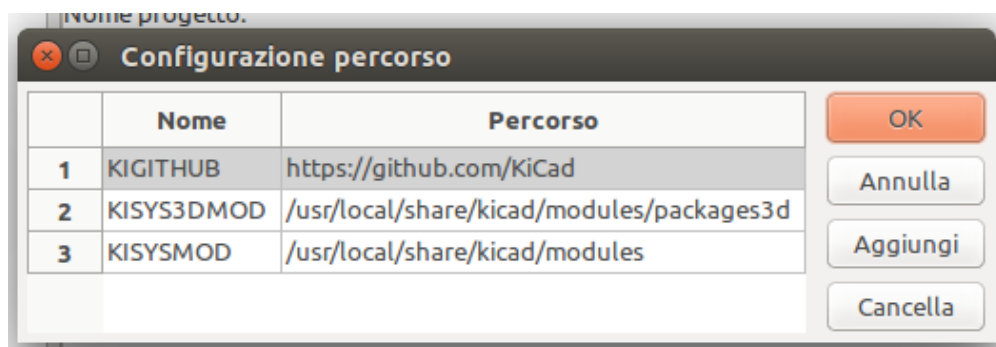 Nome progetto:
Configurazione percorso
Nome Percorso
OK
1 KIGITHUB https://github.com/KiCad
Annulla
2 KISYS3DMOD /usr/local/share/kicad/modules/packages3d
3 KISYSMOD /usr/local/share/kicad/modules
Aggiungi
Cancella